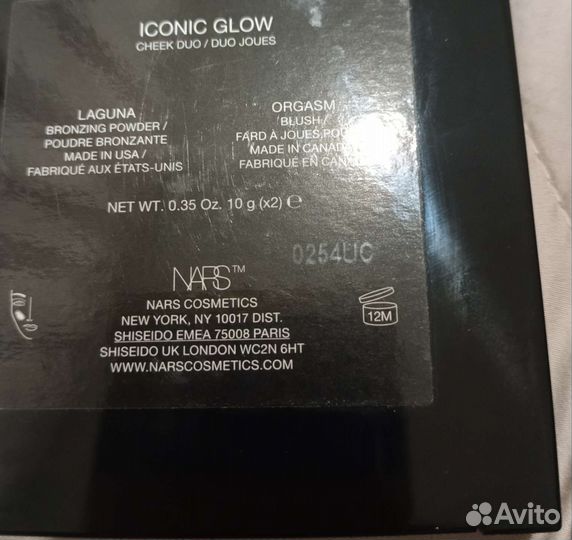 ICONIC GLOW
CHEEK DUO / DUO JOUES
LAGUNA
BRONZING POWDER /
POUDRE BRONZANTE
MADE IN USA /
FABRIQUÉ AUX ÉTATS-UNIS
ORGASM
BLUSH /
FARD À JOUES
MADE IN CANADA
FABRIQUÉ EN
NET WT. 0.35 Oz. 10 g (x2) ℮
0254UC
NARS™
NARS COSMETICS
NEW YORK, NY 10017 DIST.
SHISEIDO EMEA 75008 PARIS
SHISEIDO UK LONDON WC2N 6HT
WWW.NARSCOSMETICS.COM
12M
Avito